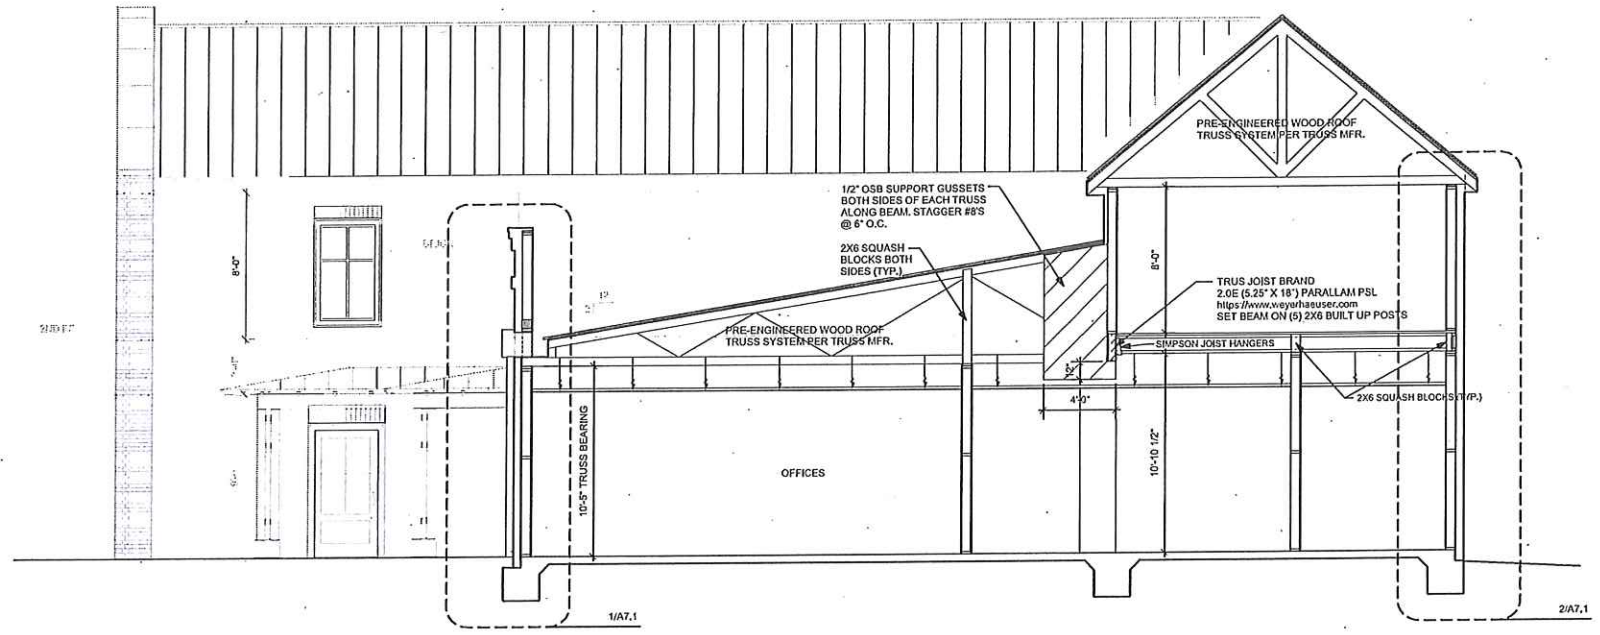 PRE-ENGINEERED WOOD ROOF
TRUSS SYSTEM PER TRUSS MFR.
1/2" OSB SUPPORT GUSSETS
BOTH SIDES OF EACH TRUSS
ALONG BEAM. STAGGER #8'S
@ 6" O.C.
2X6 SQUASH
BLOCKS BOTH
SIDES (TYP.)
8'-0"
8'-0"
TRUS JOIST BRAND
2.0E (5.25" X 18") PARALLAM PSL
https://www.weyerhaeuser.com
SET BEAM ON (5) 2X6 BUILT UP POSTS
12
PRE-ENGINEERED WOOD ROOF
TRUSS SYSTEM PER TRUSS MFR.
SIMPSON JOIST HANGERS
12"
4'-0"
2X6 SQUASH BLOCKS (TYP.)
10'-5" TRUSS BEARING
OFFICES
10'-10 1/2"
1/A7.1
2/A7.1